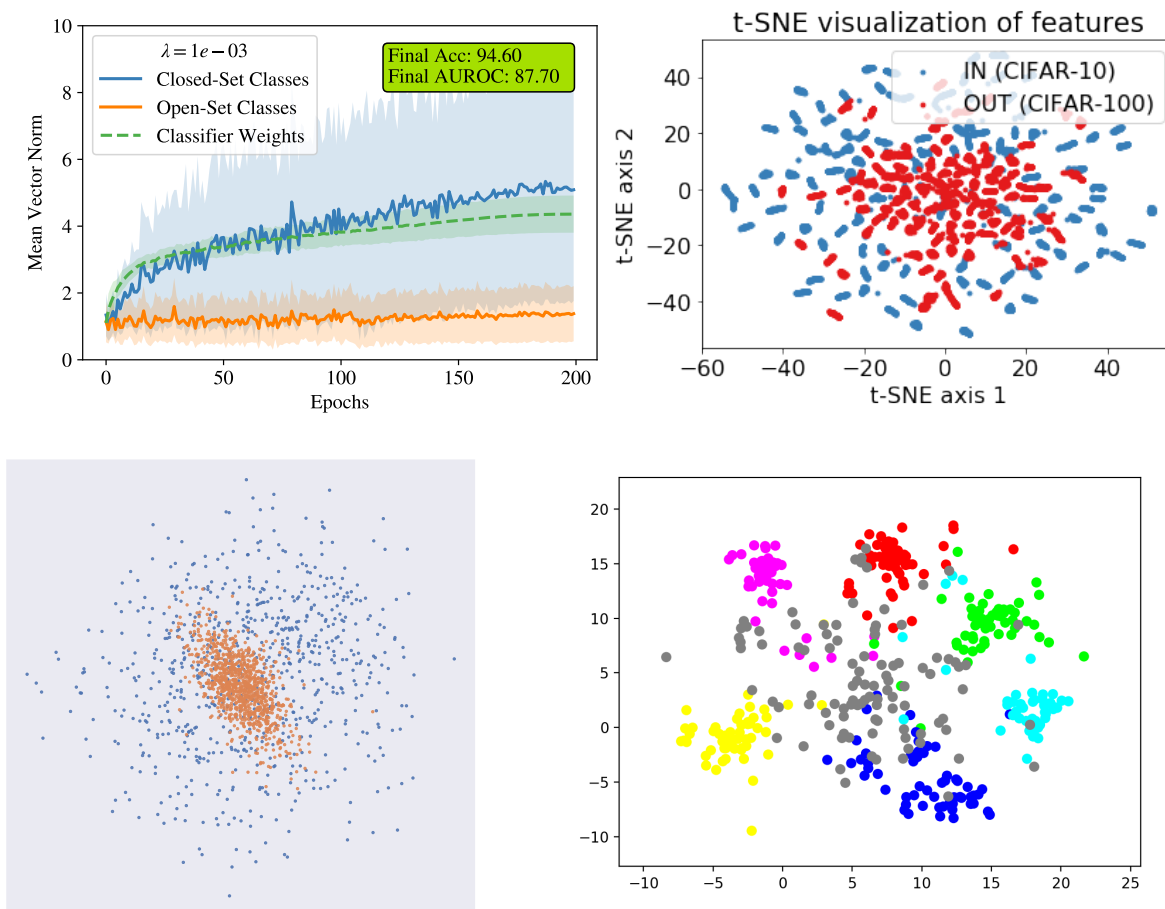 10
8
6
4
2
0
Mean Vector Norm
λ = 1e − 03
Closed-Set Classes
Open-Set Classes
Classifier Weights
Final Acc: 94.60
Final AUROC: 87.70
0 50 100 150 200
Epochs
t-SNE visualization of features
IN (CIFAR-10)
OUT (CIFAR-100)
40
20
0
−20
−40
t-SNE axis 2
−60 −40 −20 0 20 40
t-SNE axis 1
20
15
10
5
0
−5
−10
−10 −5 0 5 10 15 20 25